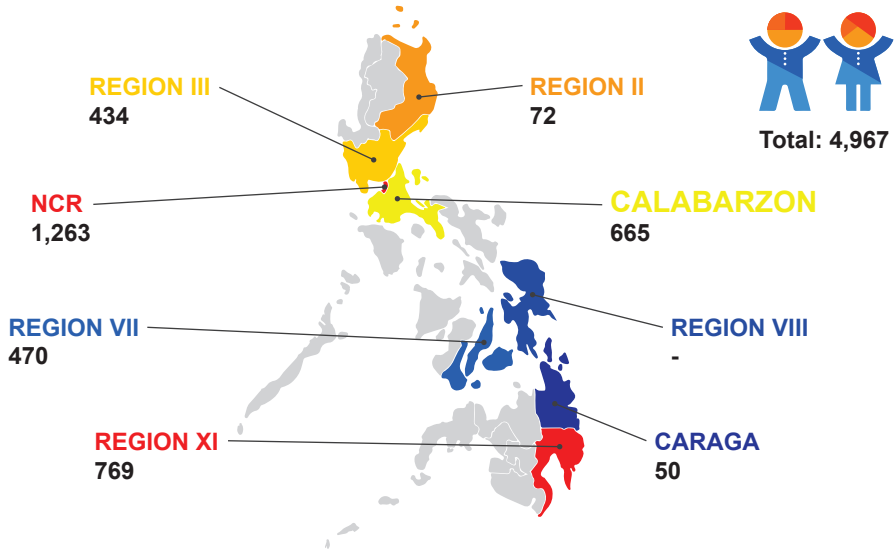 REGION III
434
REGION II
72
Total: 4,967
NCR
1,263
CALABARZON
665
REGION VII
470
REGION VIII
-
REGION XI
769
CARAGA
50